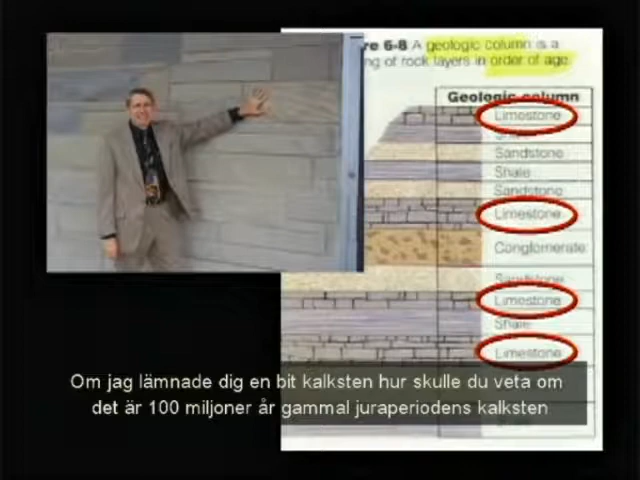 re 6-8 A geologic column is a
ng of rock layers in order of age.
Geologic column
Limestone
Sandstone
Shale
Sandstone
Limestone
Conglomerate
Sandstone
Limestone
Shale
Limestone
Om jag lämnade dig en bit kalksten hur skulle du veta om
det är 100 miljoner år gammal juraperiodens kalksten